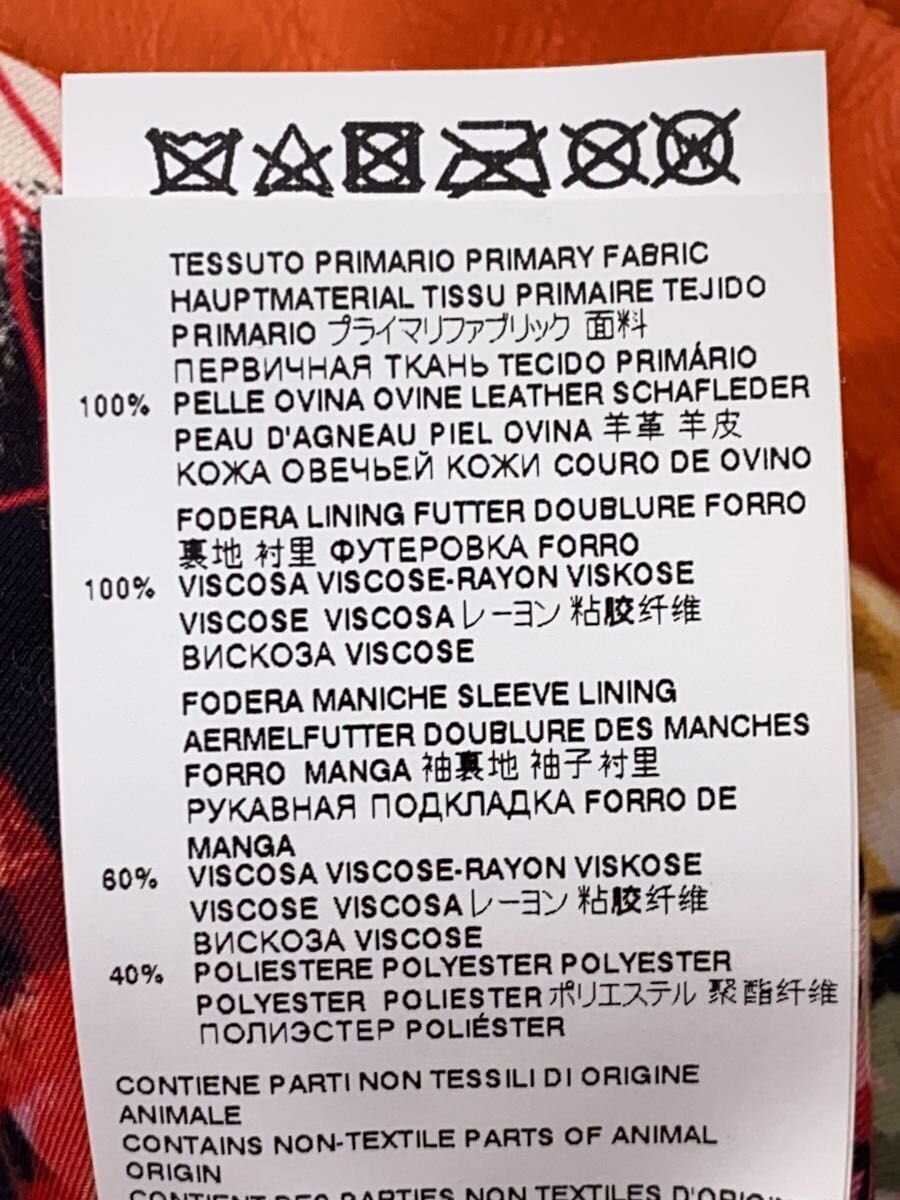 TESSUTO PRIMARIO PRIMARY FABRIC
HAUPTMATERIAL TISSU PRIMAIRE TEJIDO
PRIMARIO プライマリファブリック 面料
ПЕРВИЧНАЯ ТКАНЬ TECIDO PRIMÁRIO
100% PELLE OVINA OVINE LEATHER SCHAFLEDER
PEAU D'AGNEAU PIEL OVINA 羊革 羊皮
КОЖА ОВЕЧЬЕЙ КОЖИ COURO DE OVINO
FODERA LINING FUTTER DOUBLURE FORRO
裏地 衬里 ФУТЕРОВКА FORRO
100% VISCOSA VISCOSE-RAYON VISKOSE
VISCOSE VISCOSA レーヨン 粘胶纤维
ВИСКОЗА VISCOSE
FODERA MANICHE SLEEVE LINING
AERMELFUTTER DOUBLURE DES MANCHES
FORRO MANGA 袖裏地 袖子衬里
РУКАВНАЯ ПОДКЛАДКА FORRO DE
MANGA
60% VISCOSA VISCOSE-RAYON VISKOSE
VISCOSE VISCOSA レーヨン 粘胶纤维
ВИСКОЗА VISCOSE
40% POLIESTERE POLYESTER POLYESTER
POLYESTER POLIESTER ポリエステル 聚酯纤维
ПОЛИЭСТЕР POLIÉSTER
CONTIENE PARTI NON TESSILI DI ORIGINE
ANIMALE
CONTAINS NON-TEXTILE PARTS OF ANIMAL
ORIGIN
CONTIENT DES PARTIES NON TEXTILES D'ORIGIN